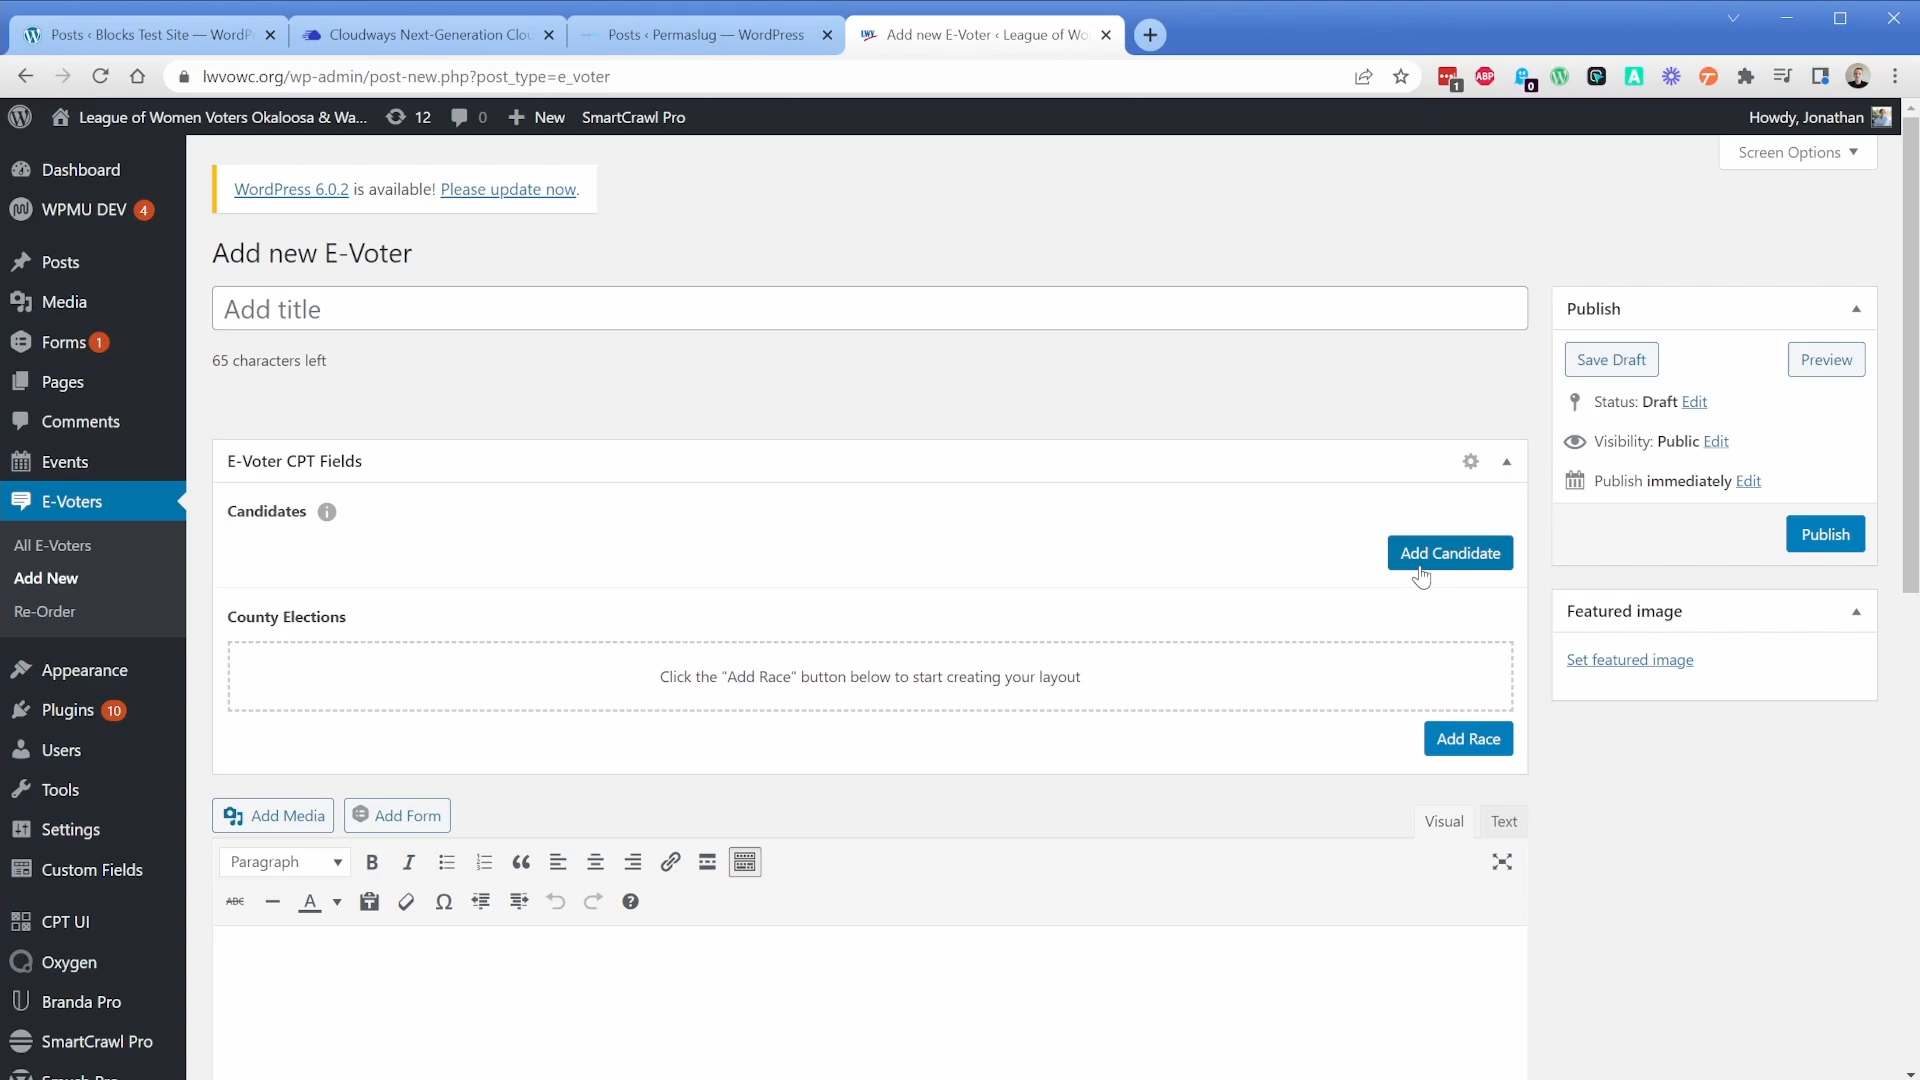 Posts ‹ Blocks Test Site — WordP
Cloudways Next-Generation Clou
Posts ‹ Permaslug — WordPress
LWV Add new E-Voter ‹ League of Wo
lwvowc.org/wp-admin/post-new.php?post_type=e_voter
1
ABP
0
A
League of Women Voters Okaloosa & Wa...
12
0
New
SmartCrawl Pro
Howdy, Jonathan
Screen Options
Dashboard
WPMU DEV 4
Posts
Media
Forms 1
Pages
Comments
Events
E-Voters
All E-Voters
Add New
Re-Order
Appearance
Plugins 10
Users
Tools
Settings
Custom Fields
CPT UI
Oxygen
Branda Pro
SmartCrawl Pro
WordPress 6.0.2 is available! Please update now.
Add new E-Voter
Add title
65 characters left
E-Voter CPT Fields
Candidates
Add Candidate
County Elections
Click the "Add Race" button below to start creating your layout
Add Race
Add Media
Add Form
Visual
Text
Paragraph
B I
ABC
A
Ω
Publish
Save Draft
Preview
Status: Draft Edit
Visibility: Public Edit
Publish immediately Edit
Publish
Featured image
Set featured image